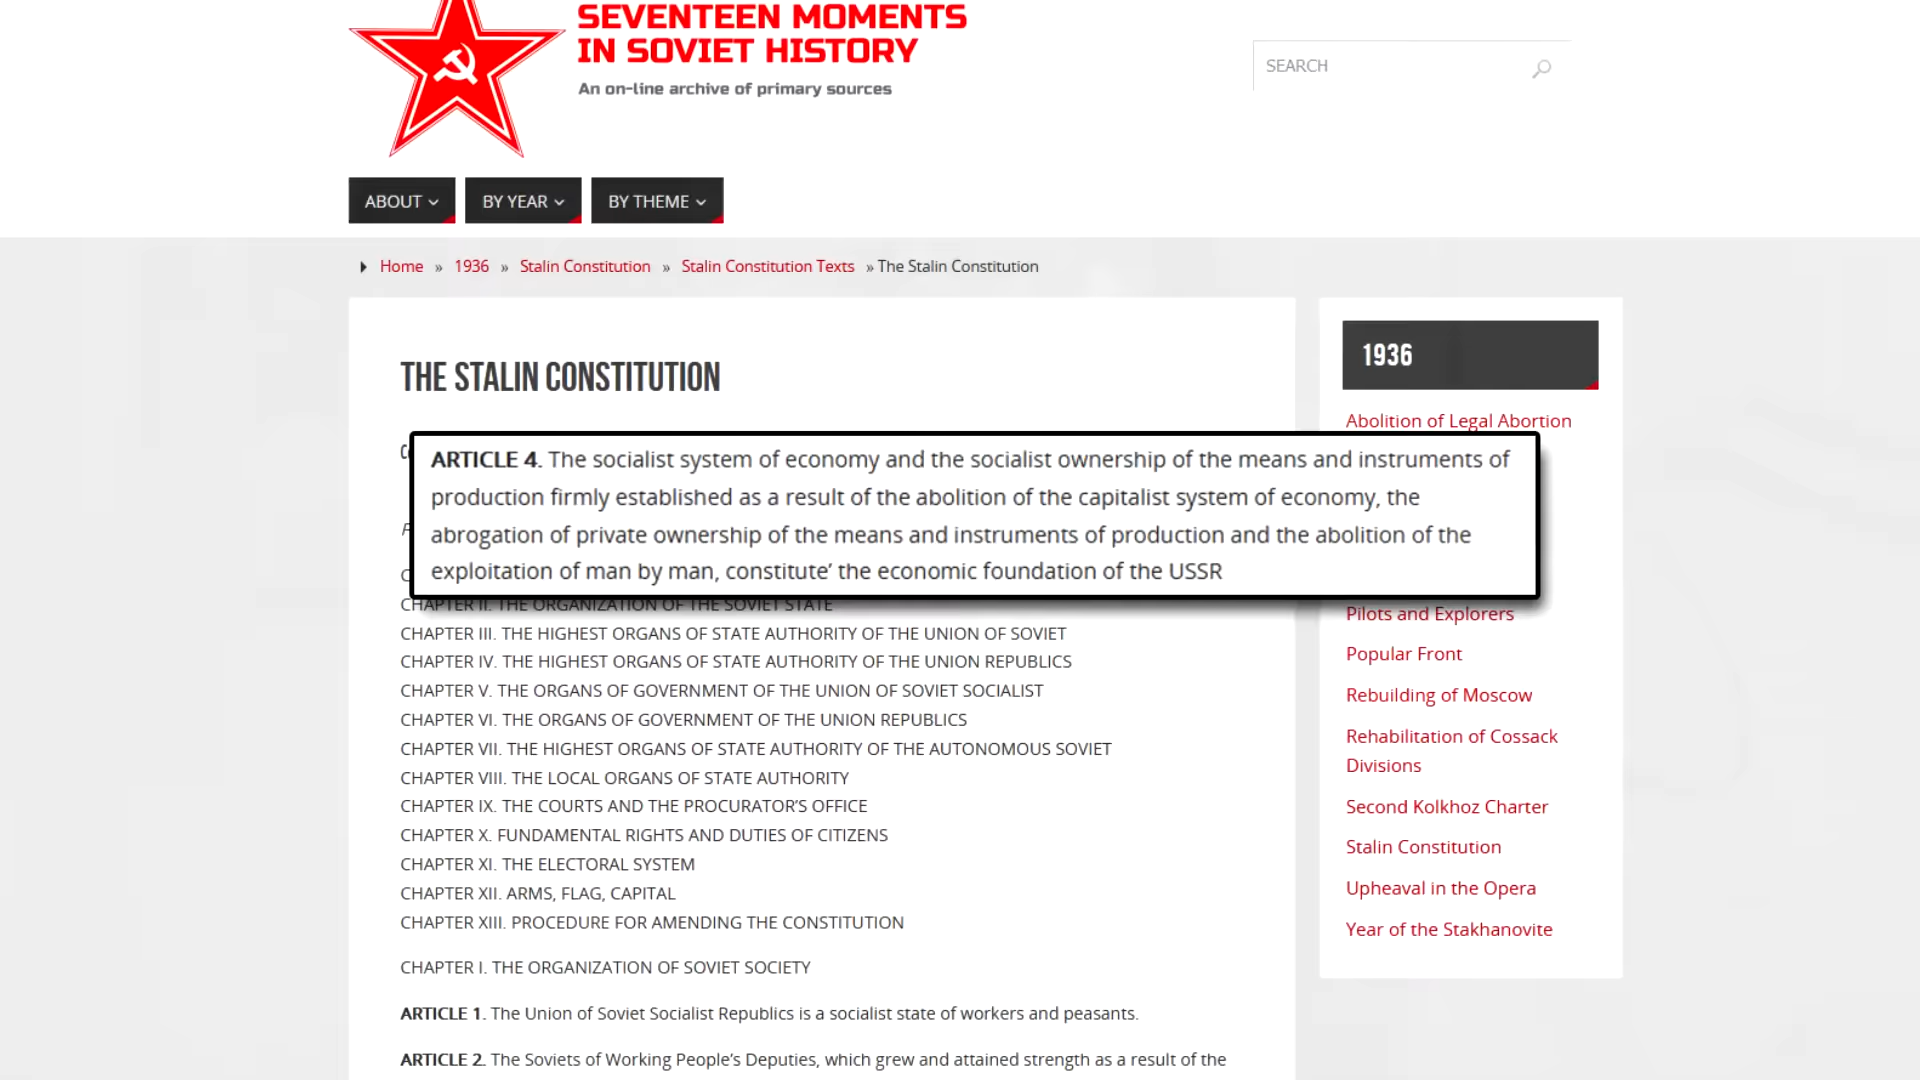 SEVENTEEN MOMENTS
IN SOVIET HISTORY
An on-line archive of primary sources
SEARCH
ABOUT
BY YEAR
BY THEME
Home » 1936 » Stalin Constitution » Stalin Constitution Texts » The Stalin Constitution
THE STALIN CONSTITUTION
ARTICLE 4. The socialist system of economy and the socialist ownership of the means and instruments of
production firmly established as a result of the abolition of the capitalist system of economy, the
abrogation of private ownership of the means and instruments of production and the abolition of the
exploitation of man by man, constitute’ the economic foundation of the USSR
CHAPTER II. THE ORGANIZATION OF THE SOVIET STATE
CHAPTER III. THE HIGHEST ORGANS OF STATE AUTHORITY OF THE UNION OF SOVIET
CHAPTER IV. THE HIGHEST ORGANS OF STATE AUTHORITY OF THE UNION REPUBLICS
CHAPTER V. THE ORGANS OF GOVERNMENT OF THE UNION OF SOVIET SOCIALIST
CHAPTER VI. THE ORGANS OF GOVERNMENT OF THE UNION REPUBLICS
CHAPTER VII. THE HIGHEST ORGANS OF STATE AUTHORITY OF THE AUTONOMOUS SOVIET
CHAPTER VIII. THE LOCAL ORGANS OF STATE AUTHORITY
CHAPTER IX. THE COURTS AND THE PROCURATOR’S OFFICE
CHAPTER X. FUNDAMENTAL RIGHTS AND DUTIES OF CITIZENS
CHAPTER XI. THE ELECTORAL SYSTEM
CHAPTER XII. ARMS, FLAG, CAPITAL
CHAPTER XIII. PROCEDURE FOR AMENDING THE CONSTITUTION
CHAPTER I. THE ORGANIZATION OF SOVIET SOCIETY
ARTICLE 1. The Union of Soviet Socialist Republics is a socialist state of workers and peasants.
ARTICLE 2. The Soviets of Working People’s Deputies, which grew and attained strength as a result of the
1936
Abolition of Legal Abortion
Pilots and Explorers
Popular Front
Rebuilding of Moscow
Rehabilitation of Cossack
Divisions
Second Kolkhoz Charter
Stalin Constitution
Upheaval in the Opera
Year of the Stakhanovite